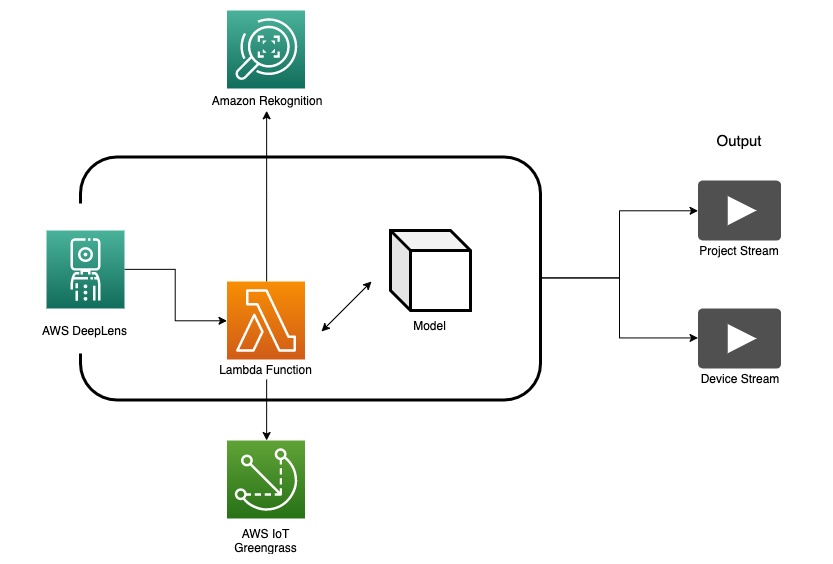 Amazon Rekognition
Output
Project Stream
AWS DeepLens
Model
Lambda Function
Device Stream
AWS IoT
Greengrass